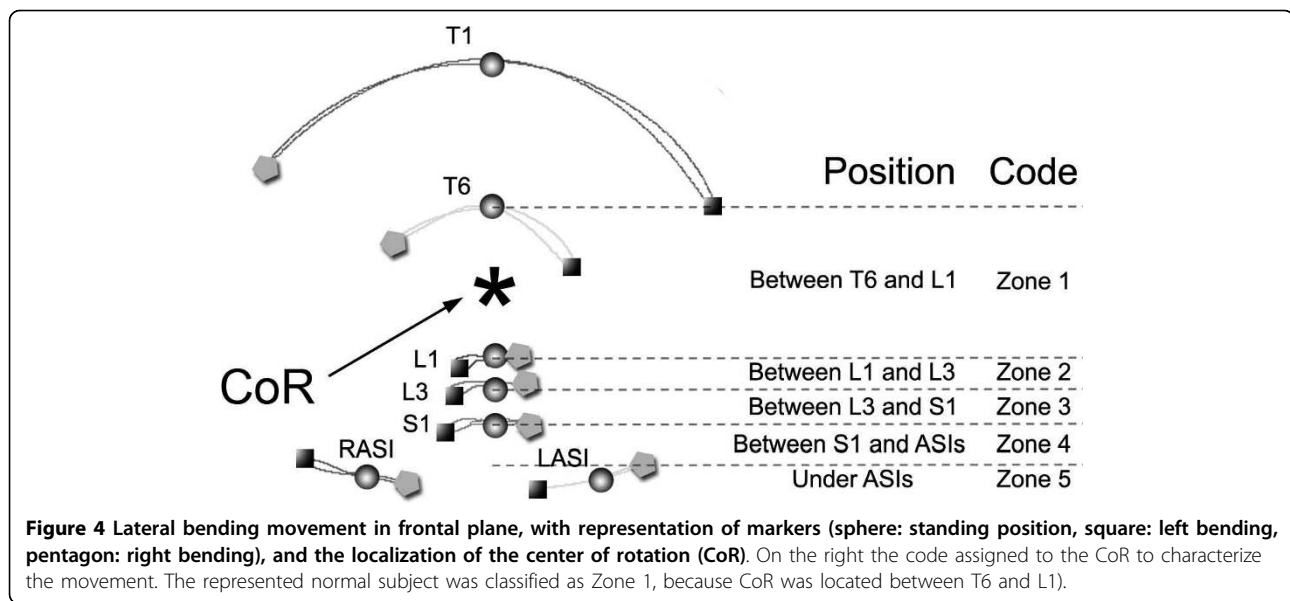 T1
Position Code
T6
Between T6 and L1 Zone 1
*
CoR
L1
Between L1 and L3 Zone 2
L3
Between L3 and S1 Zone 3
S1
Between S1 and ASIs Zone 4
RASI LASI
Under ASIs Zone 5
Figure 4 Lateral bending movement in frontal plane, with representation of markers (sphere: standing position, square: left bending,
pentagon: right bending), and the localization of the center of rotation (CoR). On the right the code assigned to the CoR to characterize
the movement. The represented normal subject was classified as Zone 1, because CoR was located between T6 and L1).